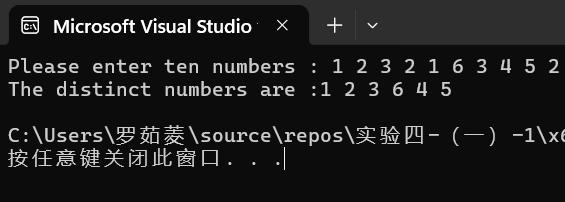 Microsoft Visual Studio
Please enter ten numbers : 1 2 3 2 1 6 3 4 5 2
The distinct numbers are :1 2 3 6 4 5
C:\Users\罗茹菱\source\repos\实验四-（一）-1\x6
按任意键关闭此窗口. . .